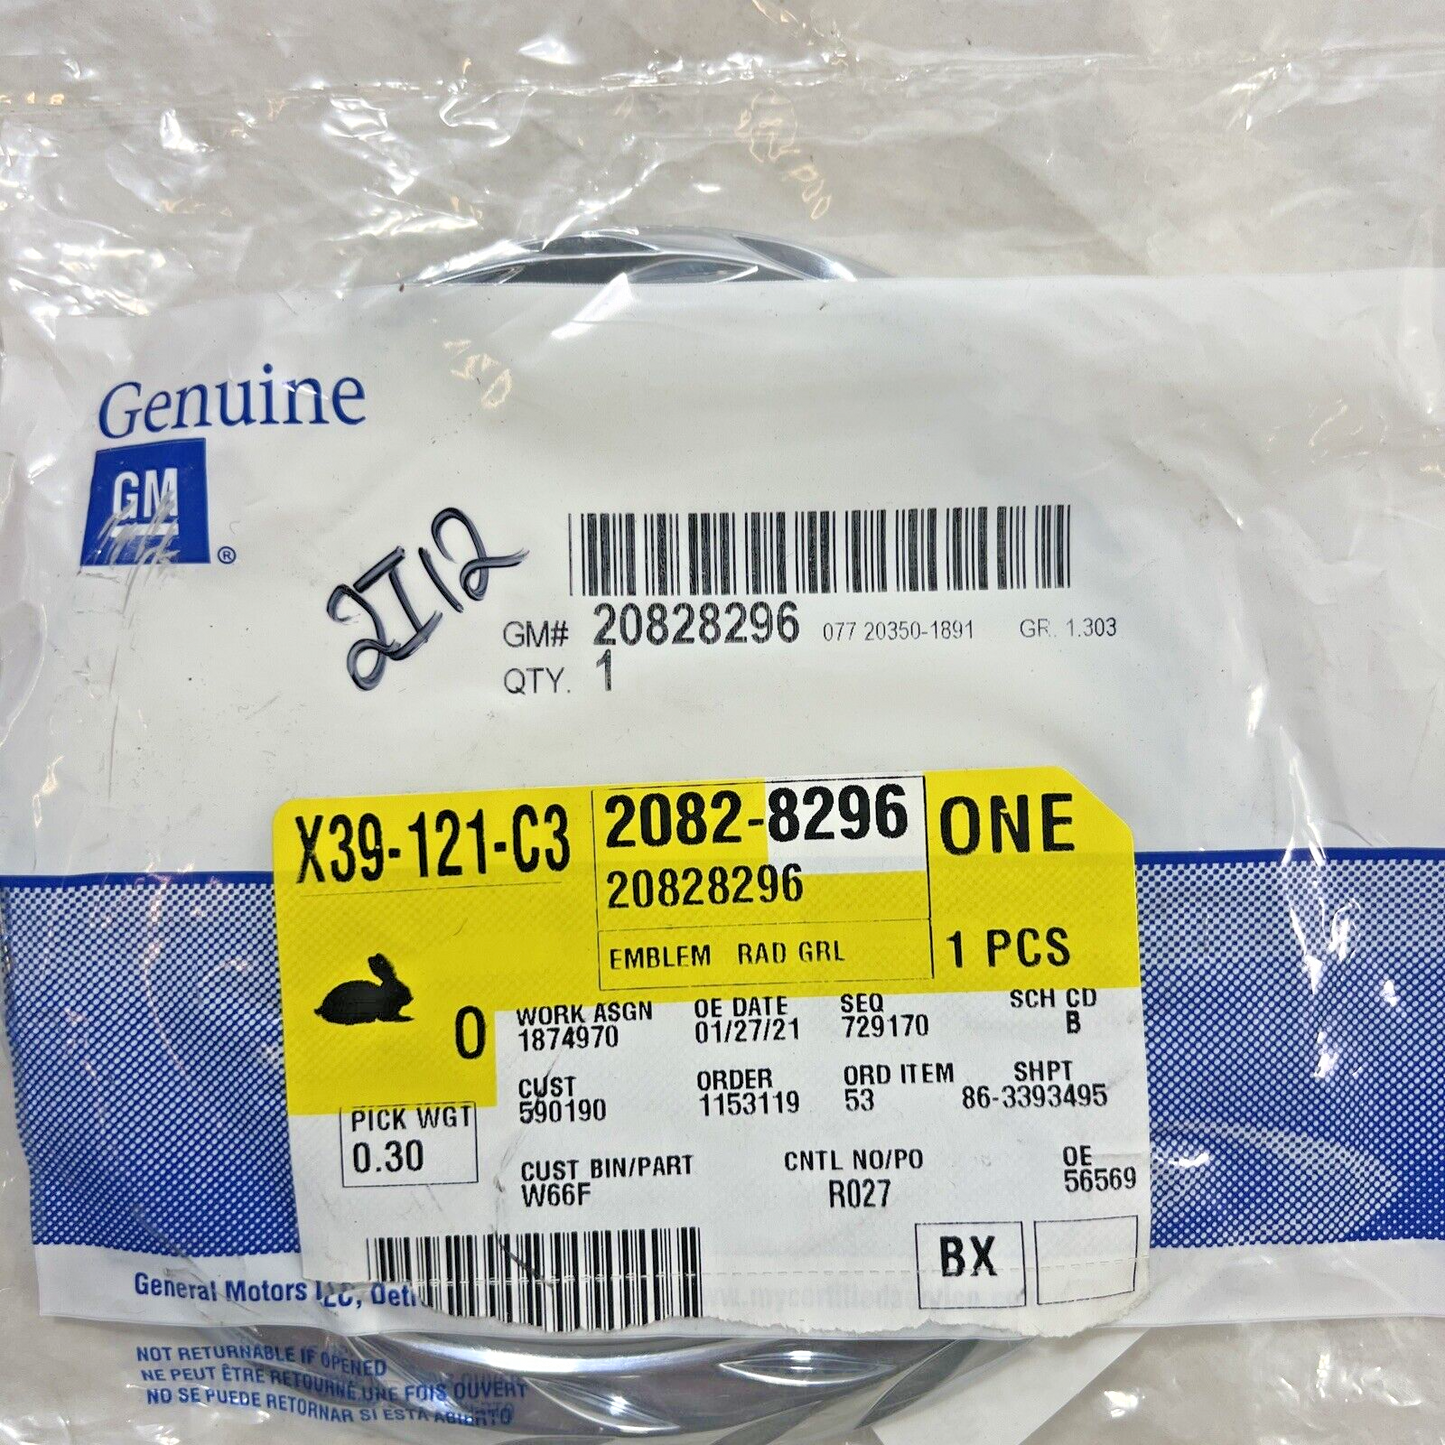 Genuine
GM
®
2I12
GM# 20828296 077 20350-1891 GR. 1.303
QTY. 1
X39-121-C3
2082-8296
ONE
20828296
EMBLEM RAD GRL
1 PCS
0
WORK ASGN OE DATE SEQ SCH CD
1874970 01/27/21 729170 B
CUST ORDER ORD ITEM SHPT
590190 1153119 53 86-3393495
PICK WGT
0.30
CUST BIN/PART CNTL NO/PO OE
W66F R027 56569
BX
General Motors LLC,
NOT RETURNABLE IF OPENED
NE PEUT ÊTRE RETOURNÉ UNE FOIS OUVERT
NO SE PUEDE RETORNAR SI ESTA ABIERTO